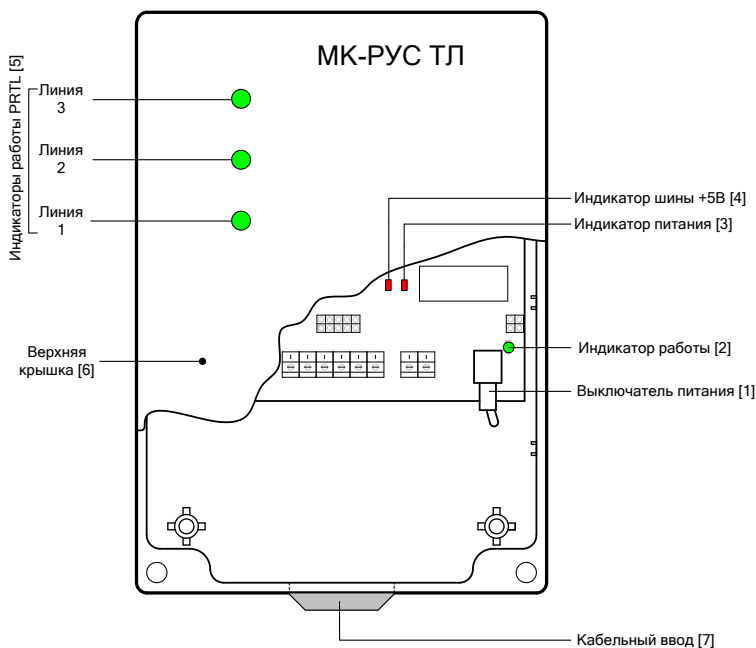 МК-РУС ТЛ
Индикаторы работы PRTL [5]
Линия
3
Линия
2
Линия
1
Индикатор шины +5В [4]
Индикатор питания [3]
Верхняя
крышка [6]
Индикатор работы [2]
Выключатель питания [1]
Кабельный ввод [7]